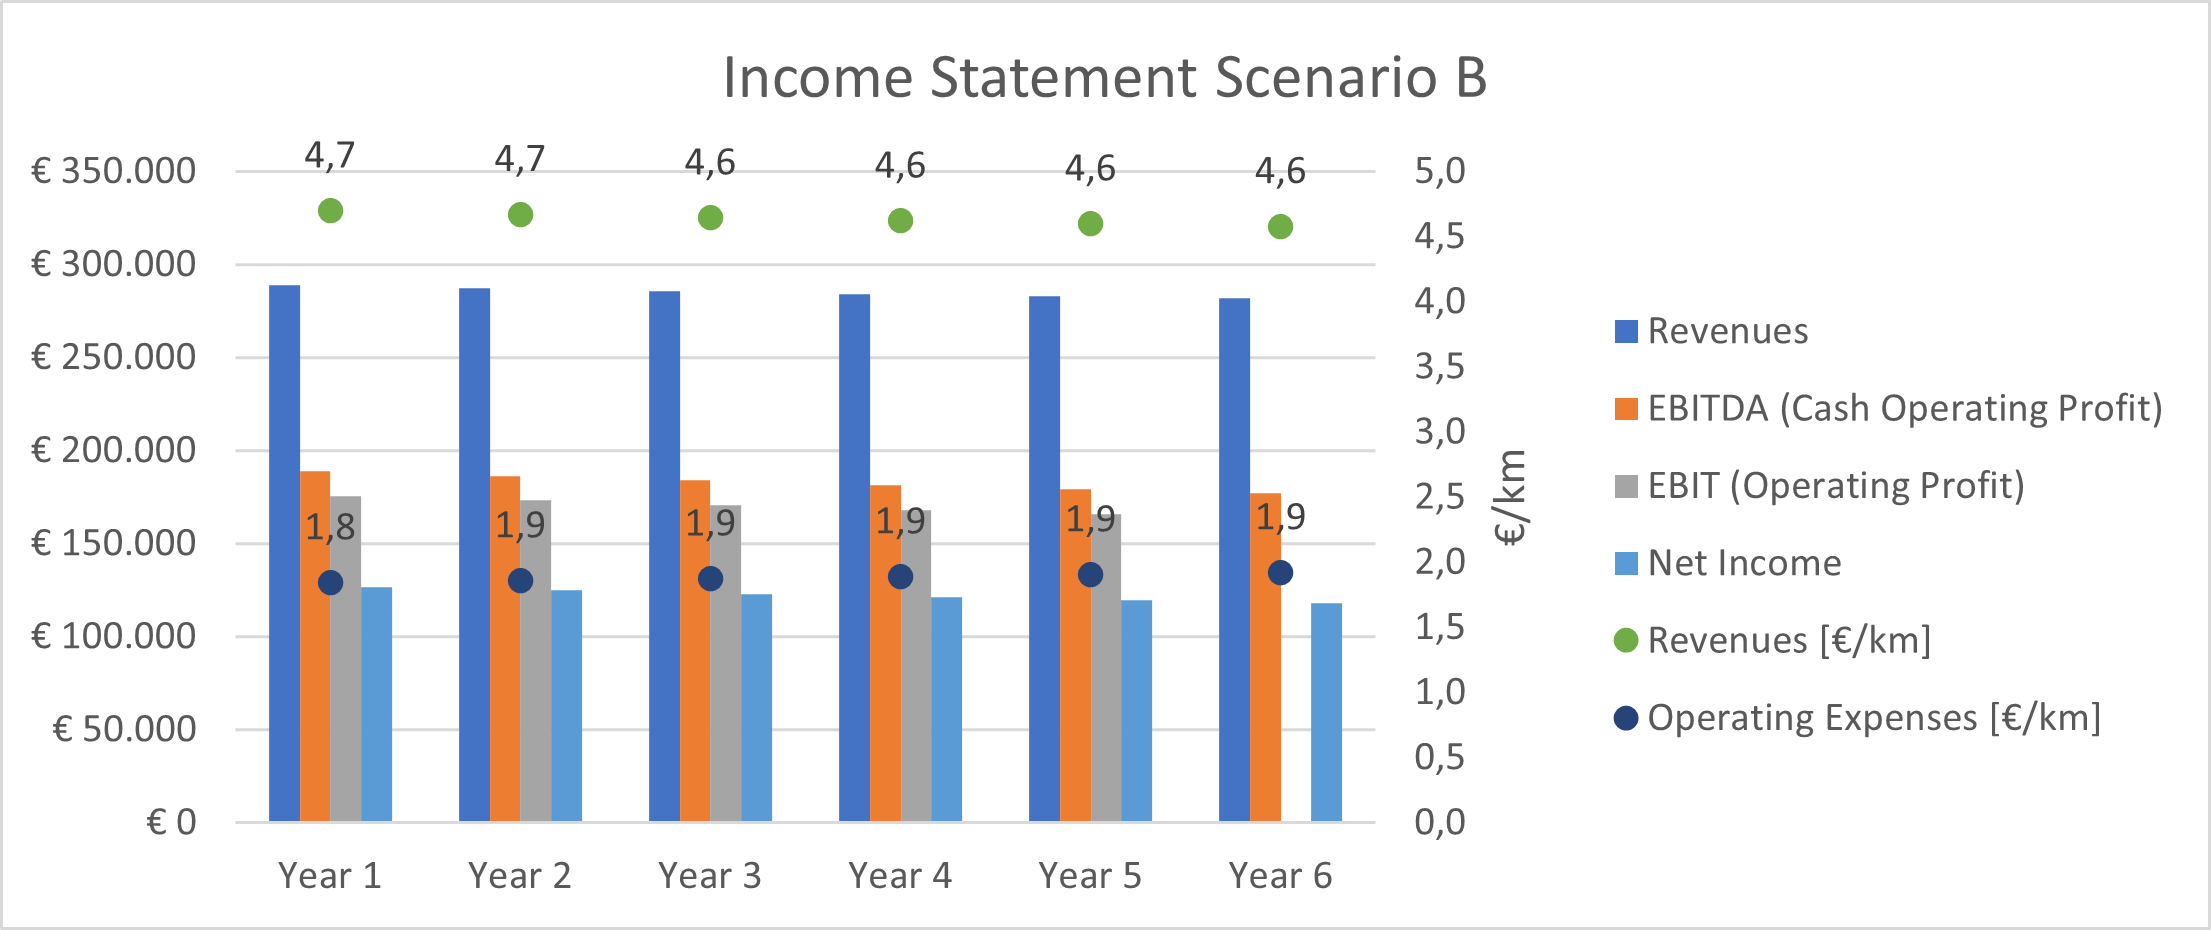 Income Statement Scenario B
4,7 4,7 4,6 4,6 4,6 4,6
€ 350.000
€ 300.000
€ 250.000
€ 200.000
€ 150.000
€ 100.000
€ 50.000
€ 0
1,8 1,9 1,9 1,9 1,9 1,9
5,0
4,5
4,0
3,5
3,0
2,5
2,0
1,5
1,0
0,5
0,0
€/km
Year 1 Year 2 Year 3 Year 4 Year 5 Year 6
Revenues
EBITDA (Cash Operating Profit)
EBIT (Operating Profit)
Net Income
Revenues [€/km]
Operating Expenses [€/km]